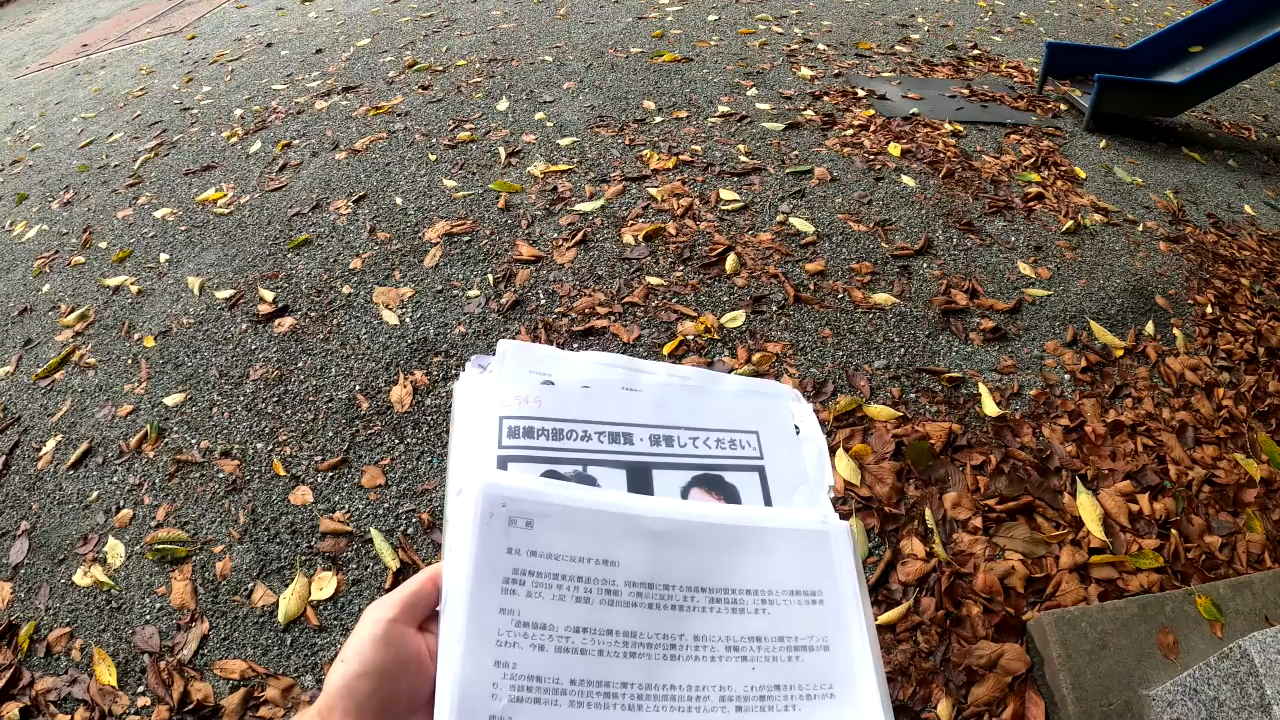 6549
組織内部のみで閲覧・保管してください。
別 紙
意見（開示決定に反対する理由）
部落解放同盟東京都連合会は、同和問題に関する部落解放同盟東京都連合会との連絡協議会
議事録（2019 年 4 月 24 日開催）の開示に反対します。「連絡協議会」に参加している当事者
団体、及び、上記「要望」の提出団体の意見を尊重されますよう要望します。
理由 1
「連絡協議会」の議事は公開を前提としておらず、独自に入手した情報も口頭でオープンに
しているところです。こういった発言内容が公開されますと、情報の入手元との信頼関係が損
なわれ、今後、団体活動に重大な支障が生じる恐れがありますので開示に反対します。
理由 2
上記の情報には、被差別部落に関する固有名称も含まれており、これが公開されることによ
り、当該被差別部落の住民や関係する被差別部落出身者が、部落差別の標的にされる恐れがあ
り、記録の開示は、差別を助長する結果となりかねませんので、開示に反対します。